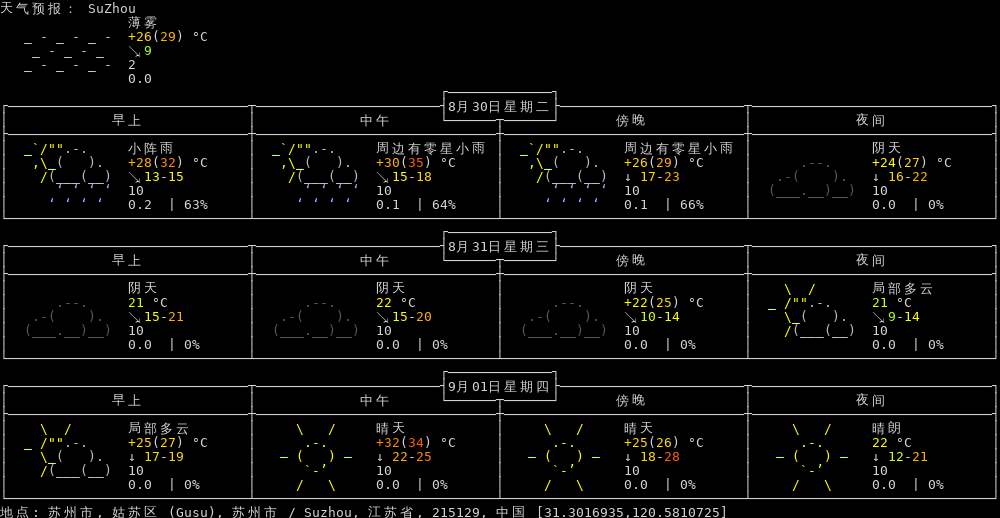 天气预报: SuZhou
薄雾
+26(29) °C
↘ 9
2
0.0
8月30日星期二
早上 中午 傍晚 夜间
小阵雨 周边有零星小雨 周边有零星小雨 阴天
+28(32) °C +30(35) °C +26(29) °C +24(27) °C
↘ 13-15 ↘ 15-18 ↓ 17-23 ↓ 16-22
10 10 10 10
0.2 | 63% 0.1 | 64% 0.1 | 66% 0.0 | 0%
8月31日星期三
早上 中午 傍晚 夜间
阴天 阴天 阴天 局部多云
21 °C 22 °C +22(25) °C 21 °C
↘ 15-21 ↘ 15-20 ↘ 10-14 ↘ 9-14
10 10 10 10
0.0 | 0% 0.0 | 0% 0.0 | 0% 0.0 | 0%
9月01日星期四
早上 中午 傍晚 夜间
局部多云 晴天 晴天 晴朗
+25(27) °C +32(34) °C +25(26) °C 22 °C
↓ 17-19 ↓ 22-25 ↓ 18-28 ↓ 12-21
10 10 10 10
0.0 | 0% 0.0 | 0% 0.0 | 0% 0.0 | 0%
地点: 苏州市, 姑苏区 (Gusu), 苏州市 / Suzhou, 江苏省, 215129, 中国 [31.3016935,120.5810725]